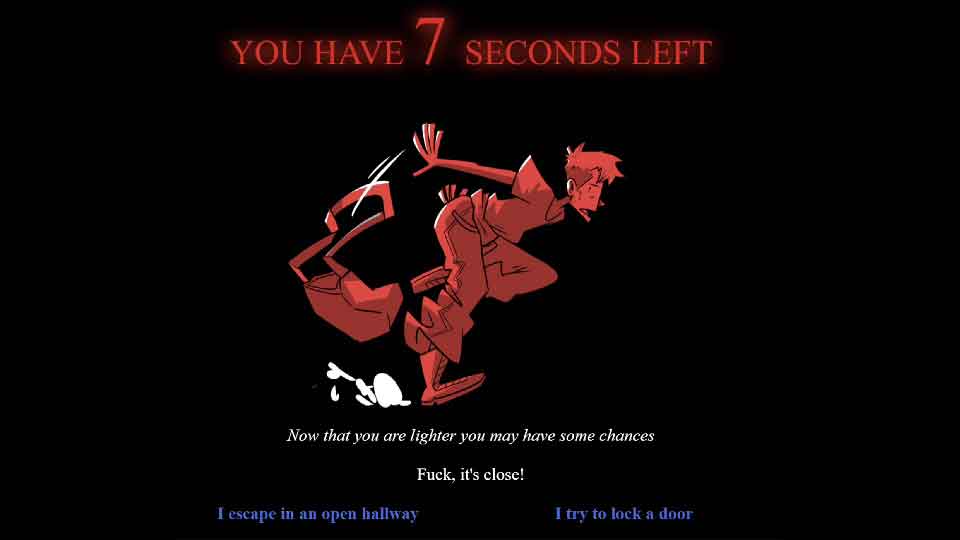 YOU HAVE 7 SECONDS LEFT
Now that you are lighter you may have some chances
Fuck, it's close!
I escape in an open hallway
I try to lock a door